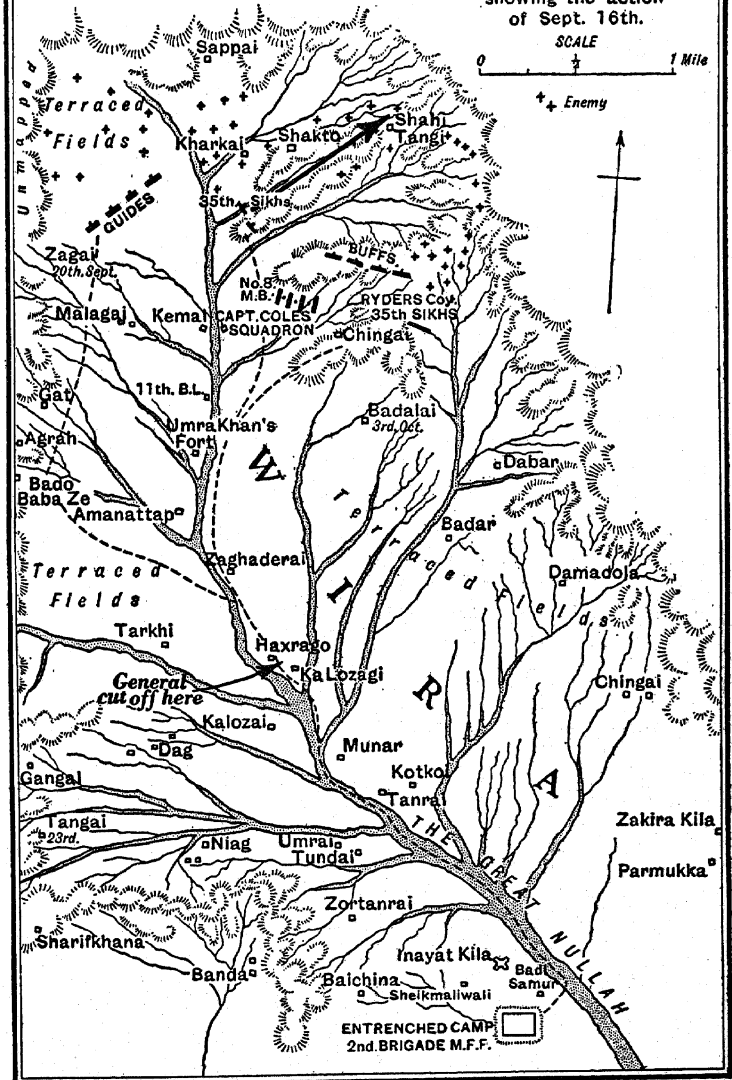 showing the action
of Sept. 16th.
SCALE
0 ½ 1 Mile
Enemy
Sappai
Unmapped
Terraced
Fields
Kharkai
Shakto
Shahi
Tangi
35th. Sikhs
GUIDES
Zagai
20th. Sept.
BUFFS
No. 8
M.B.
RYDERS Coy.
35th SIKHS
Malagai
Kemal
CAPT. COLES
SQUADRON
Chingai
11th. B.L.
Gat
Badalai
3rd. Oct.
Umra Khan's
Fort
Agrah
W
Dabar
Bado
Baba Ze
Amanattap
Badar
Terraced Fields
Zaghaderai
Damadola
Terraced
Fields
I
Tarkhi
Haxrago
Ka Lozagi
General
cut off here
R
Chingai
Kalozai
Dag
Munar
Gangal
Kotko
A
Tanrai
Tangai
23rd.
Zakira Kila
Niag
Umrai
Tundai
Parmukka
THE GREAT NULLAH
Zortanrai
Sharifkhana
Inayat Kila
Badi
Samur
Banda
Baichina
Sheikmaliwali
ENTRENCHED CAMP
2nd. BRIGADE M.F.F.